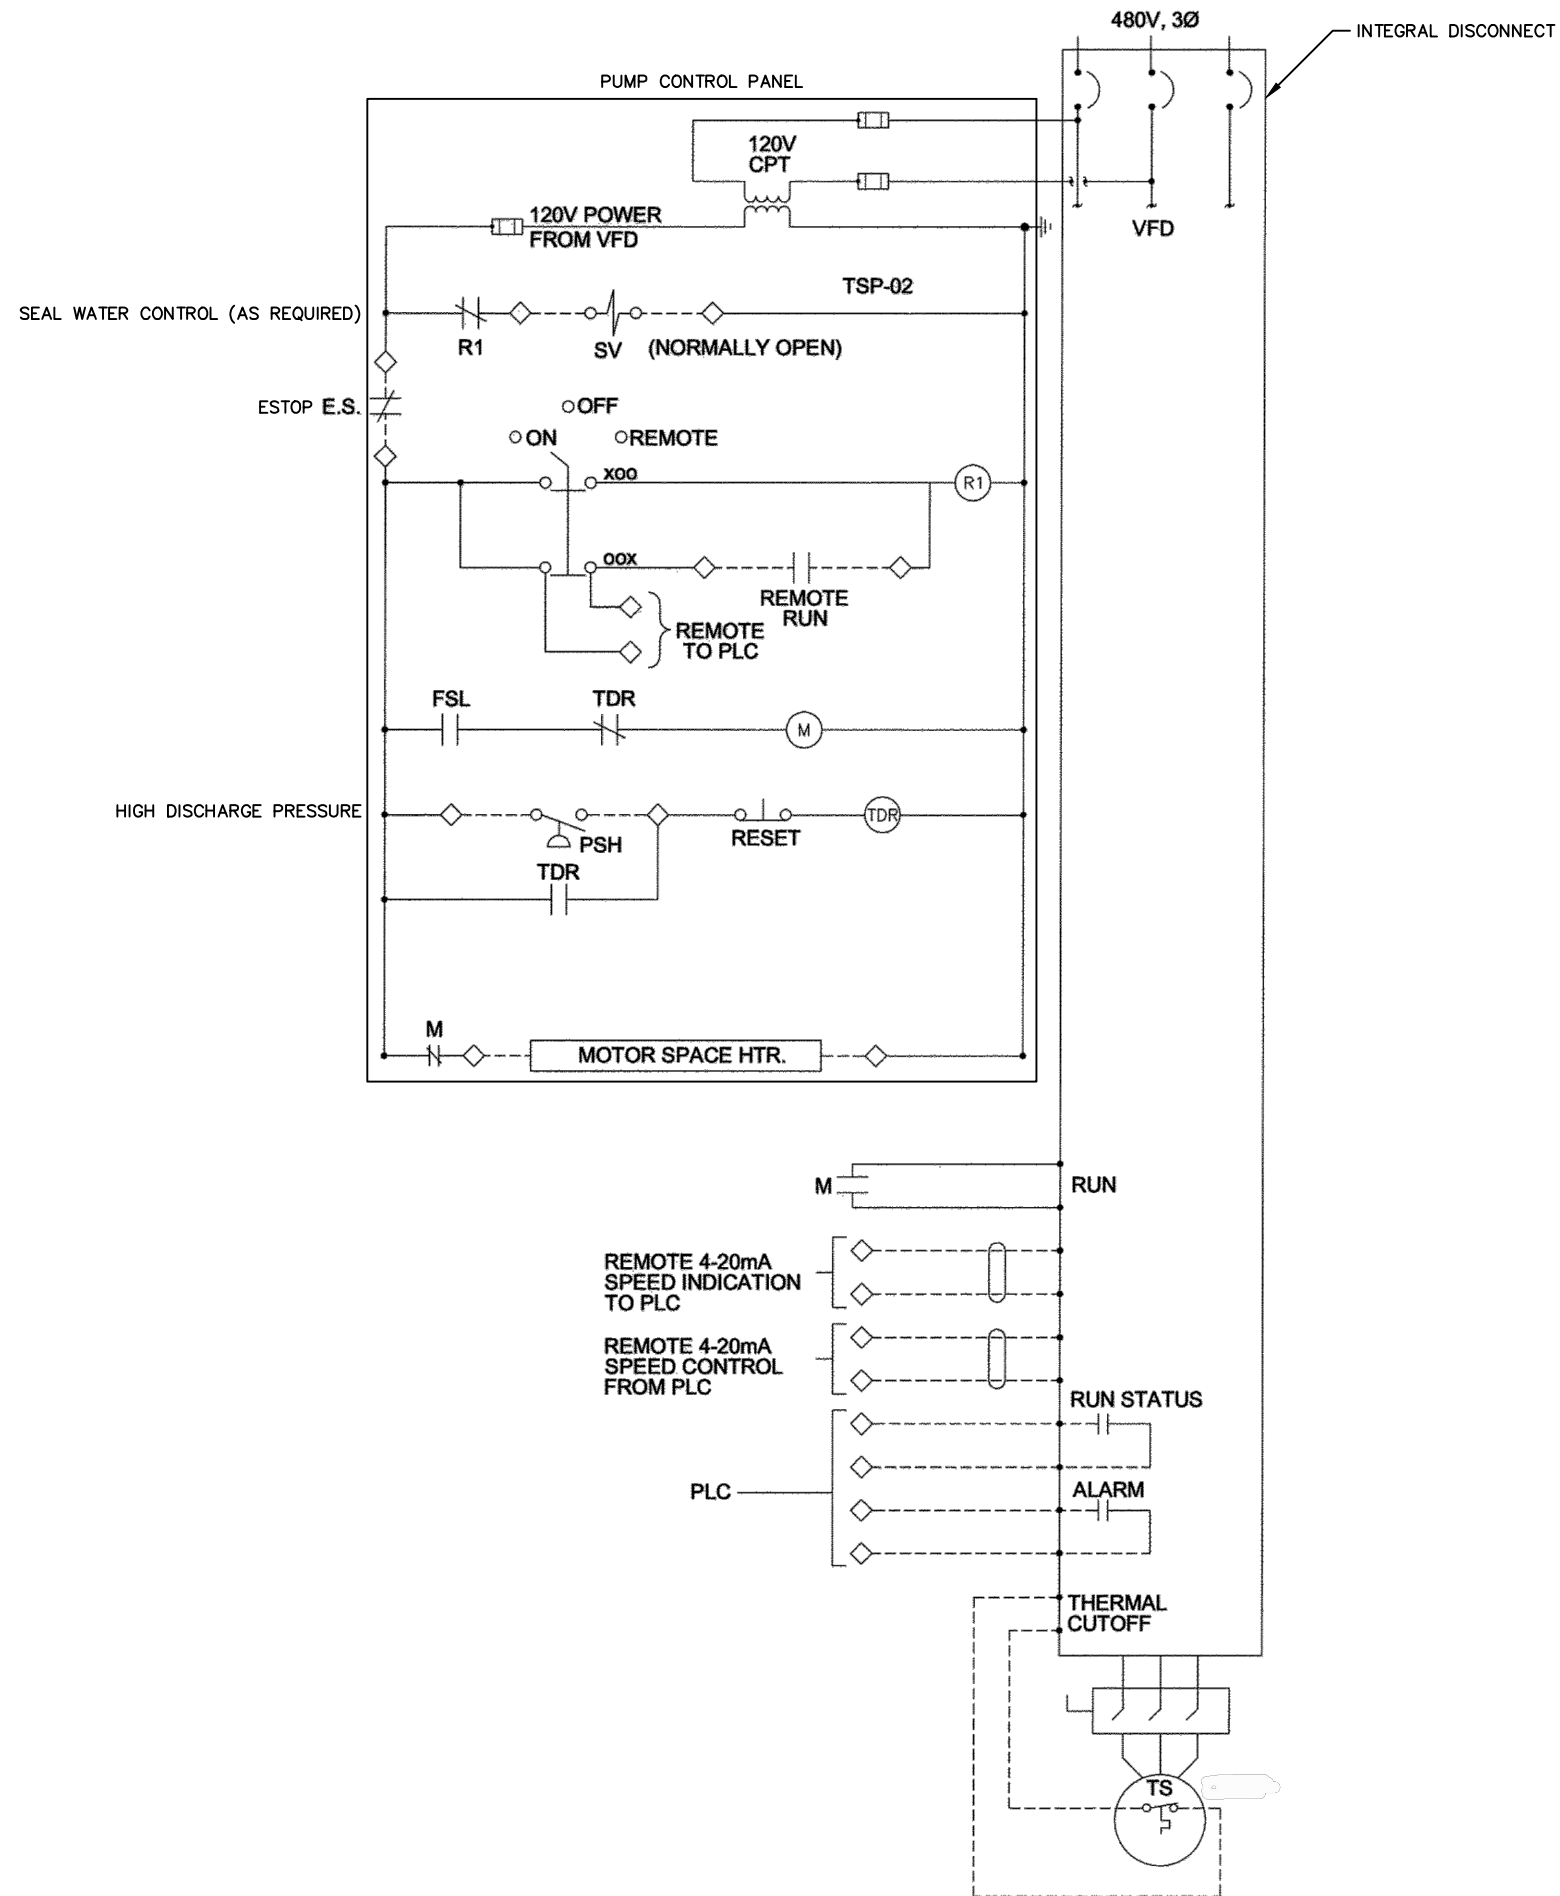 480V, 3Ø
INTEGRAL DISCONNECT
PUMP CONTROL PANEL
120V
CPT
120V POWER
FROM VFD
VFD
TSP-02
SEAL WATER CONTROL (AS REQUIRED)
R1
SV
(NORMALLY OPEN)
ESTOP E.S.
OFF
ON
REMOTE
XOO
R1
OOX
REMOTE
RUN
REMOTE
TO PLC
FSL
TDR
M
HIGH DISCHARGE PRESSURE
PSH
RESET
TDR
TDR
M
MOTOR SPACE HTR.
M
RUN
REMOTE 4-20mA
SPEED INDICATION
TO PLC
REMOTE 4-20mA
SPEED CONTROL
FROM PLC
RUN STATUS
PLC
ALARM
THERMAL
CUTOFF
TS